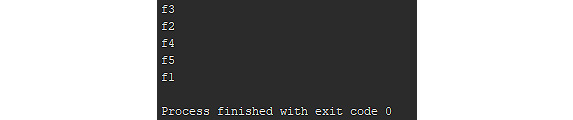 f3
f2
f4
f5
f1
Process finished with exit code 0